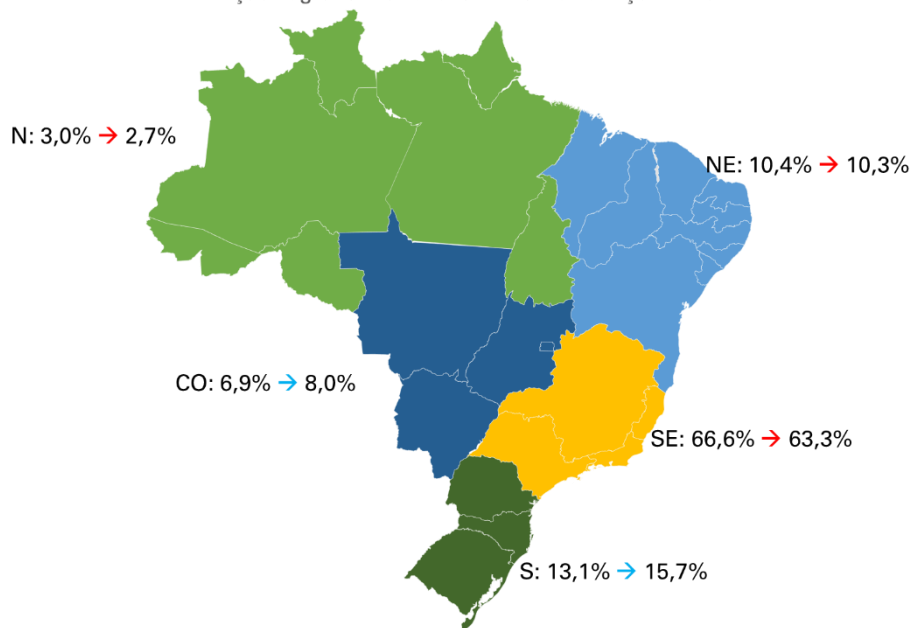 N: 3,0% → 2,7%
NE: 10,4% → 10,3%
CO: 6,9% → 8,0%
SE: 66,6% → 63,3%
S: 13,1% → 15,7%